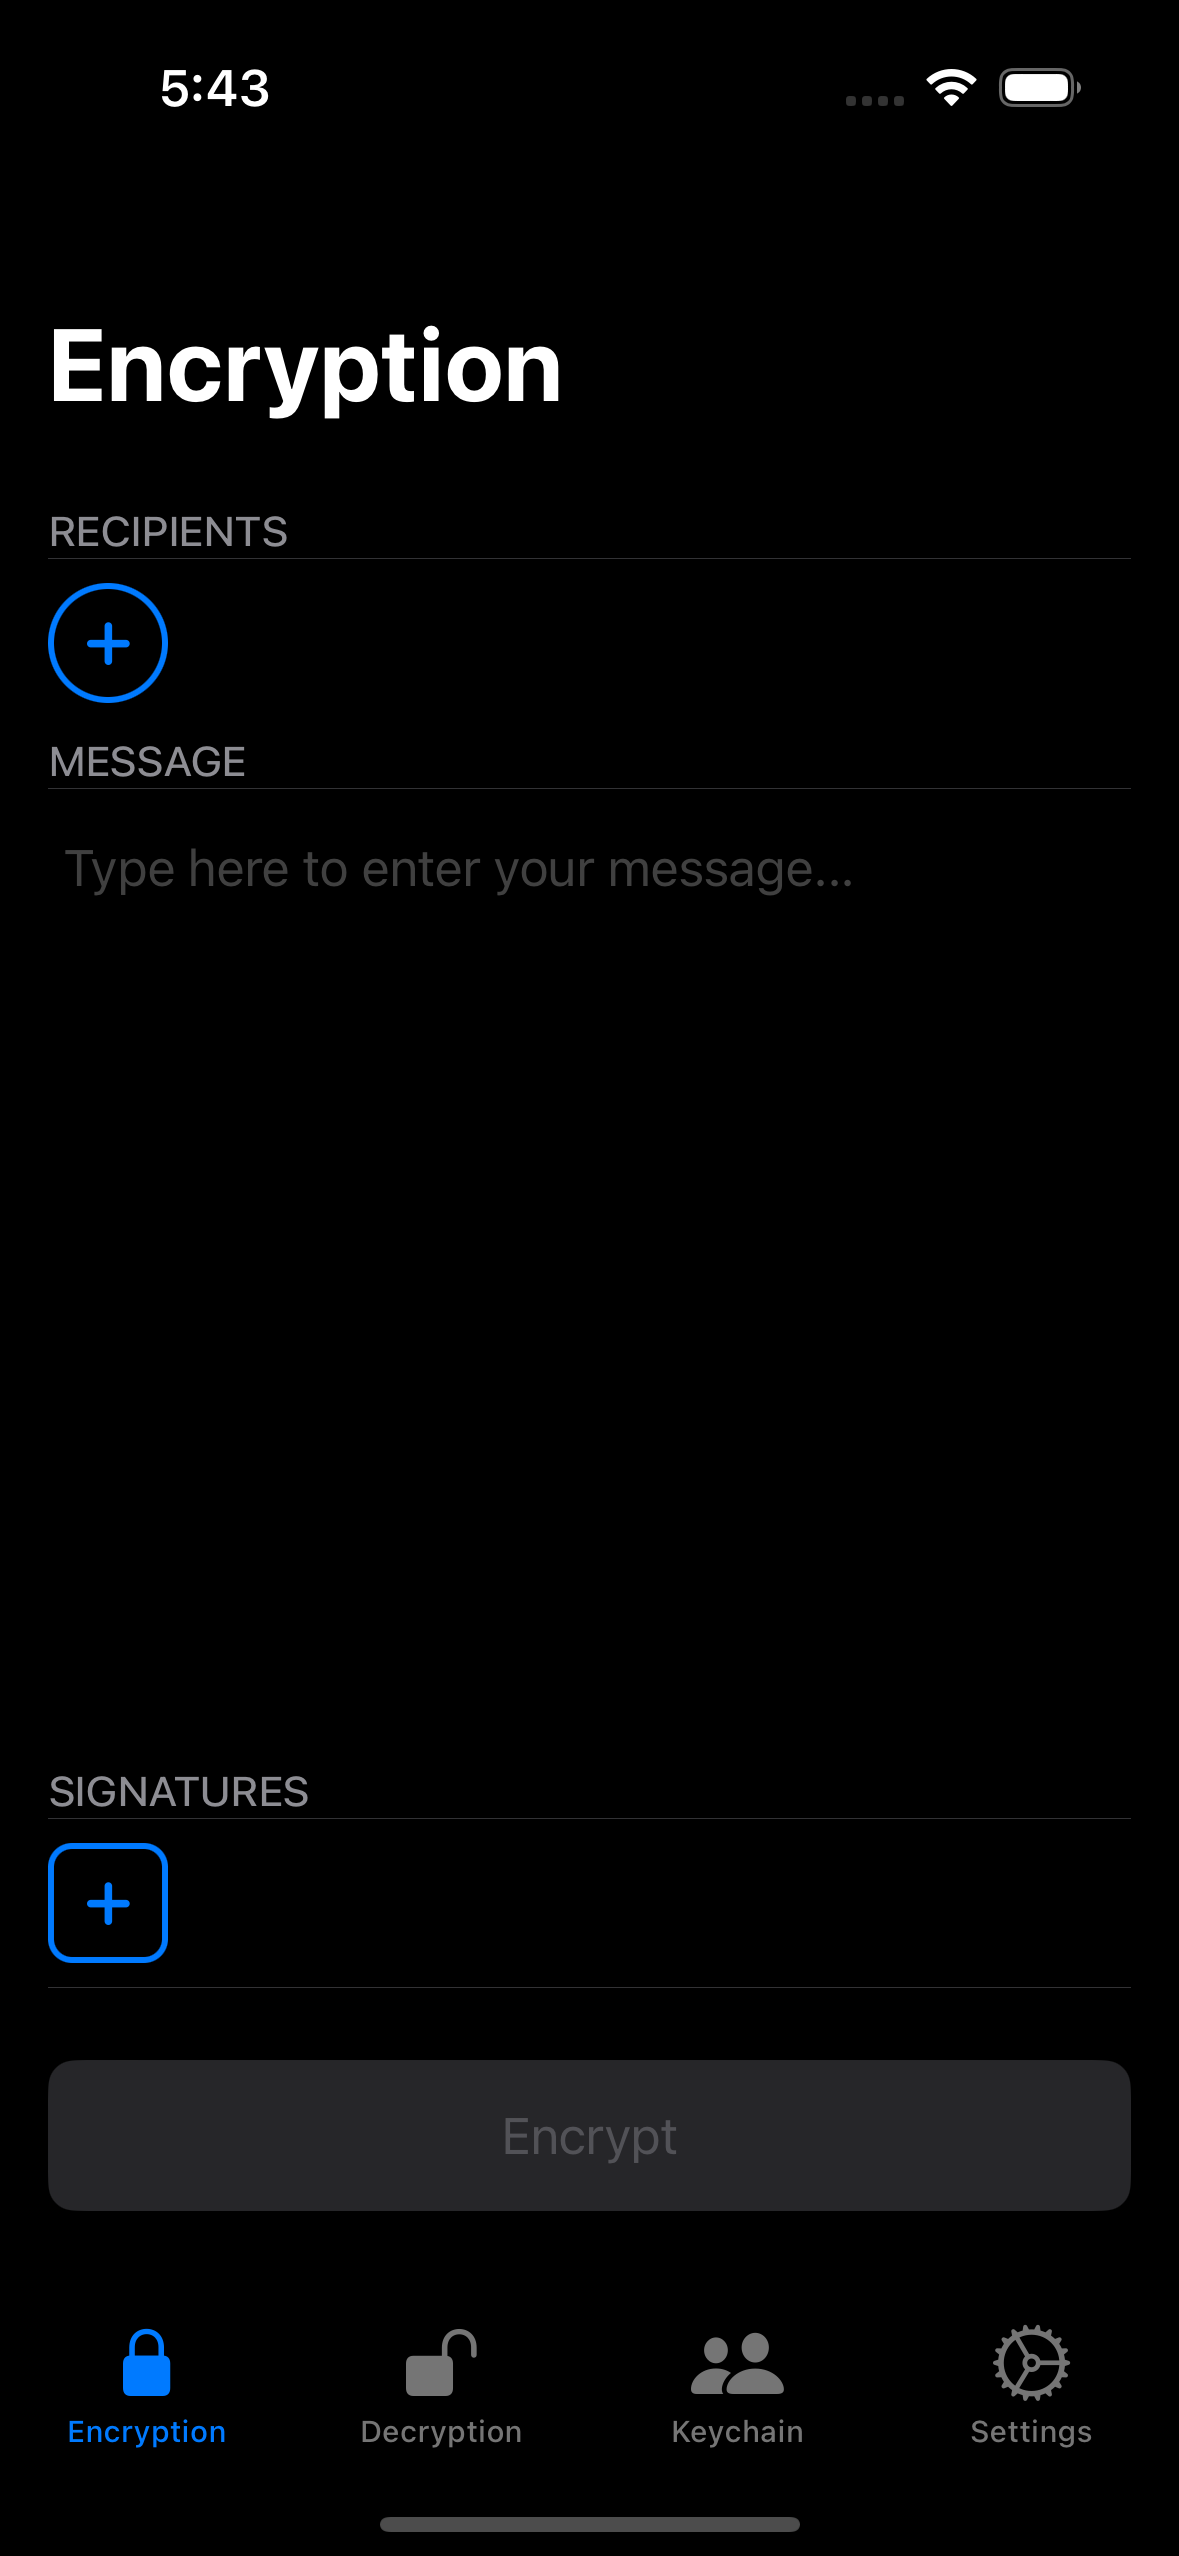 5:43
Encryption
RECIPIENTS
MESSAGE
Type here to enter your message...
SIGNATURES
Encrypt
Encryption
Decryption
Keychain
Settings